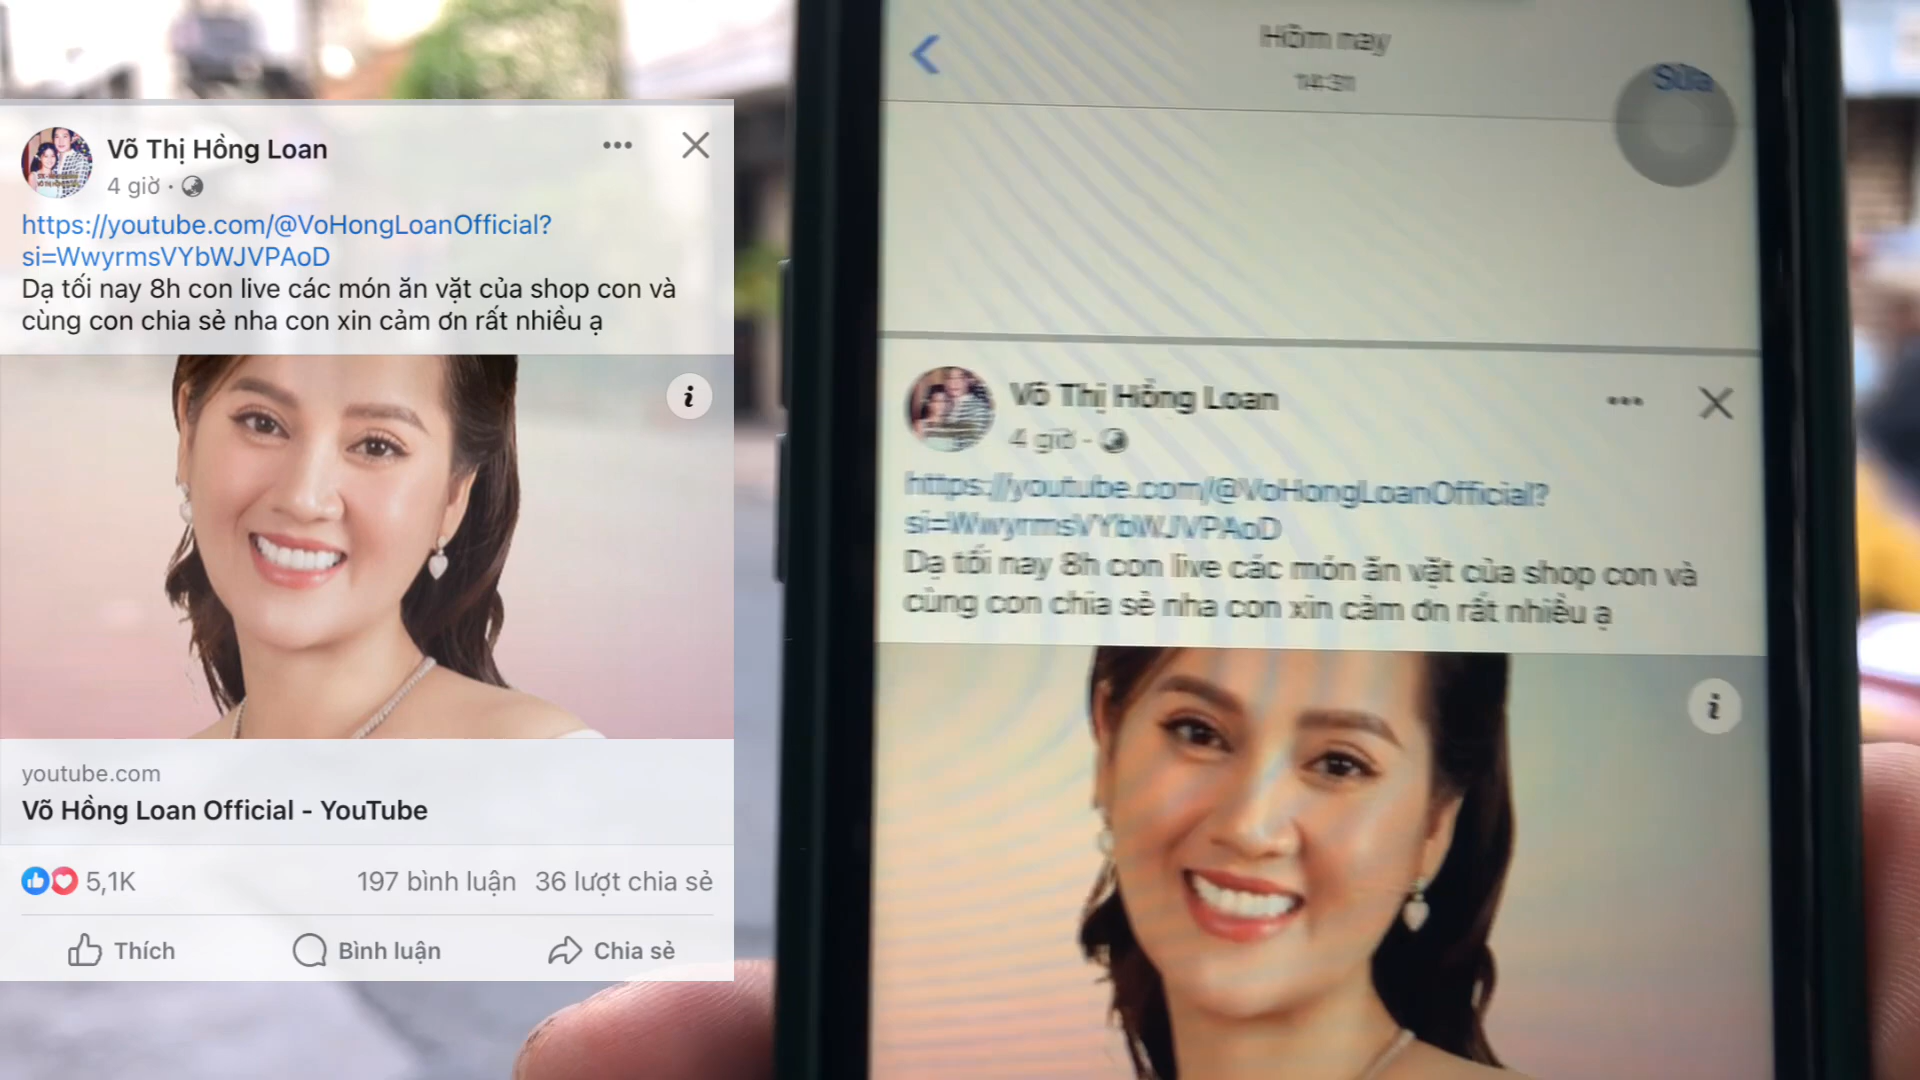 Võ Thị Hồng Loan
4 giờ ·
https://youtube.com/@VoHongLoanOfficial?
si=WwyrmsVYbWJVPAoD
Dạ tối nay 8h con live các món ăn vặt của shop con và
cùng con chia sẻ nha con xin cảm ơn rất nhiều ạ
i
youtube.com
Võ Hồng Loan Official - YouTube
5,1K 197 bình luận 36 lượt chia sẻ
Thích Bình luận Chia sẻ
Hôm nay
14:31
Sửa
Võ Thị Hồng Loan
4 giờ ·
https://youtube.com/@VoHongLoanOfficial?
si=WwyrmsVYbWJVPAoD
Dạ tối nay 8h con live các món ăn vặt của shop con và
cùng con chia sẻ nha con xin cảm ơn rất nhiều ạ
i